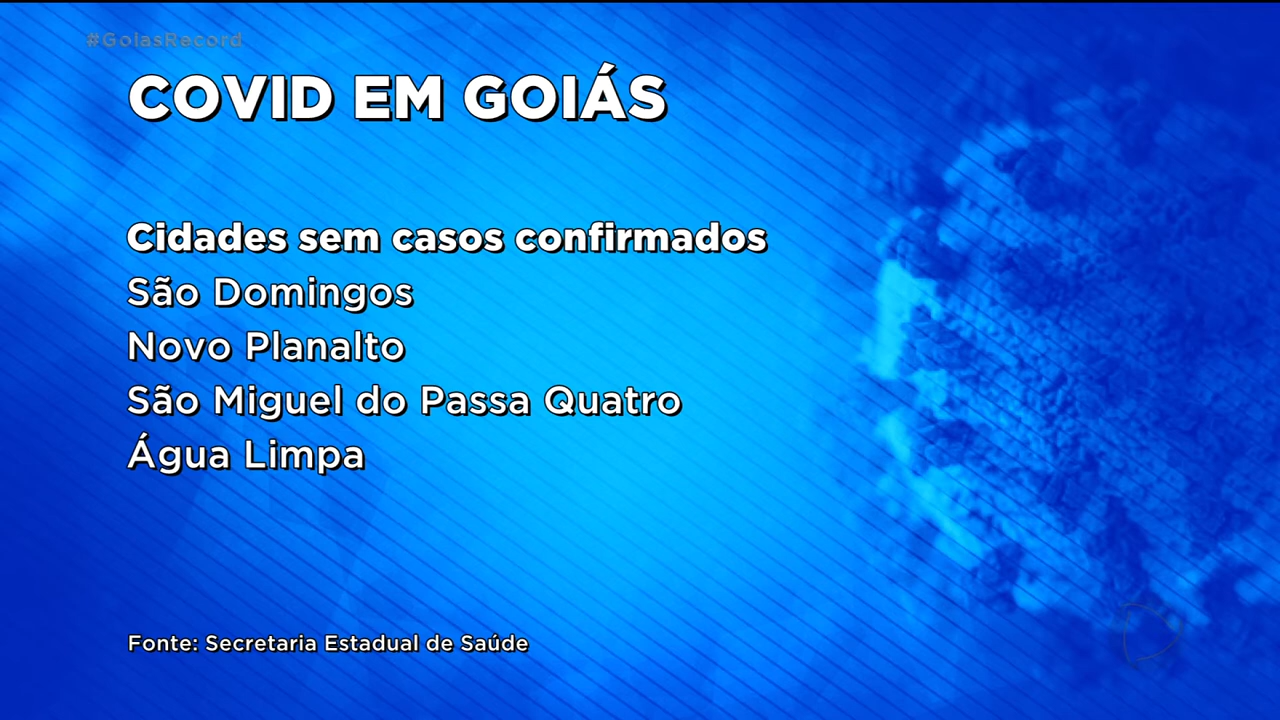 #GoiasRecord
COVID EM GOIÁS
Cidades sem casos confirmados
São Domingos
Novo Planalto
São Miguel do Passa Quatro
Água Limpa
Fonte: Secretaria Estadual de Saúde